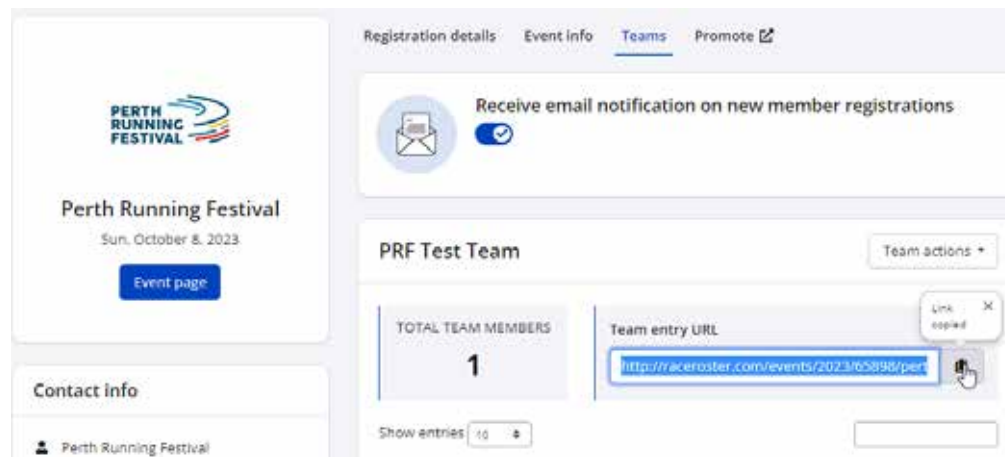 Registration details Event info Teams Promote
PERTH
RUNNING
FESTIVAL
Receive email notification on new member registrations
Perth Running Festival
Sun, October 8, 2023
Event page
PRF Test Team
Team actions
Link
copied
TOTAL TEAM MEMBERS
1
Team entry URL
http://raceroster.com/events/2023/65898/pert
Contact info
Perth Running Festival
Show entries 10